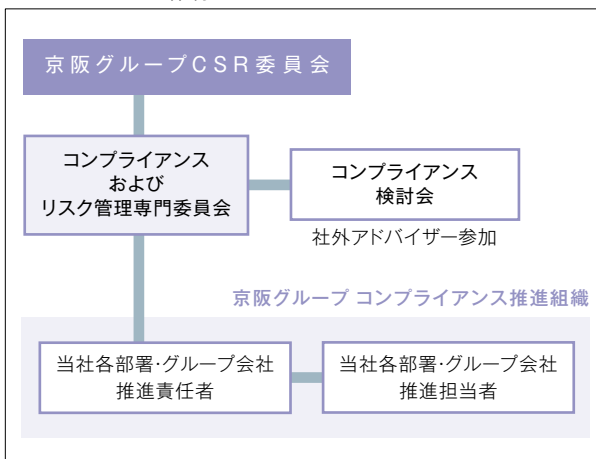 京阪グループCSR委員会
コンプライアンス
および
リスク管理専門委員会
コンプライアンス
検討会
社外アドバイザー参加
京阪グループ コンプライアンス推進組織
当社各部署・グループ会社
推進責任者
当社各部署・グループ会社
推進担当者